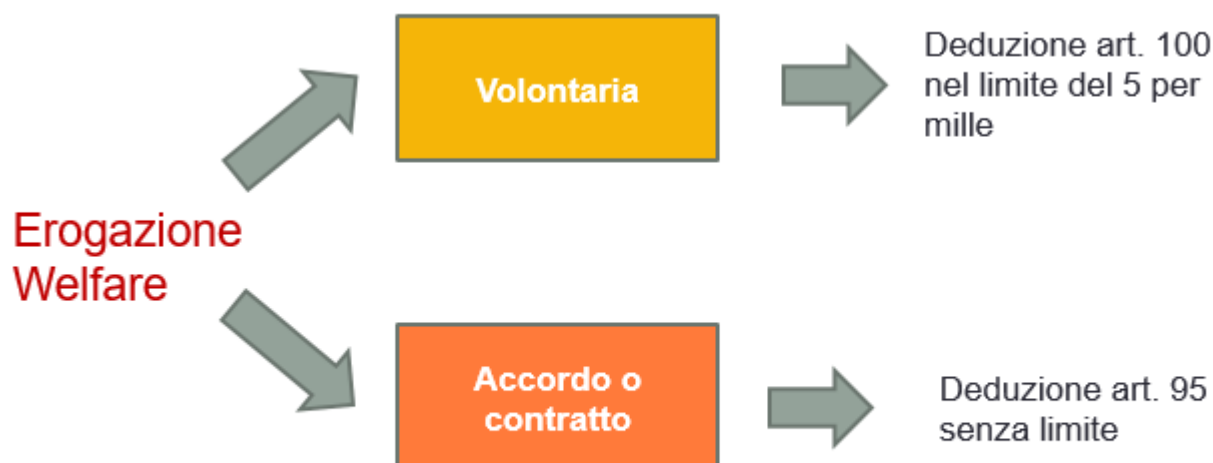 Erogazione
Welfare
Volontaria
Deduzione art. 100
nel limite del 5 per
mille
Accordo o
contratto
Deduzione art. 95
senza limite